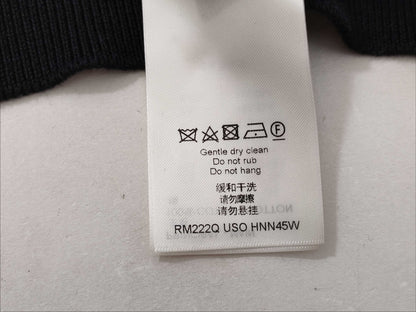 Gentle dry clean
Do not rub
Do not hang
缓和干洗
请勿摩擦
请勿悬挂
RM222Q USO HNN45W